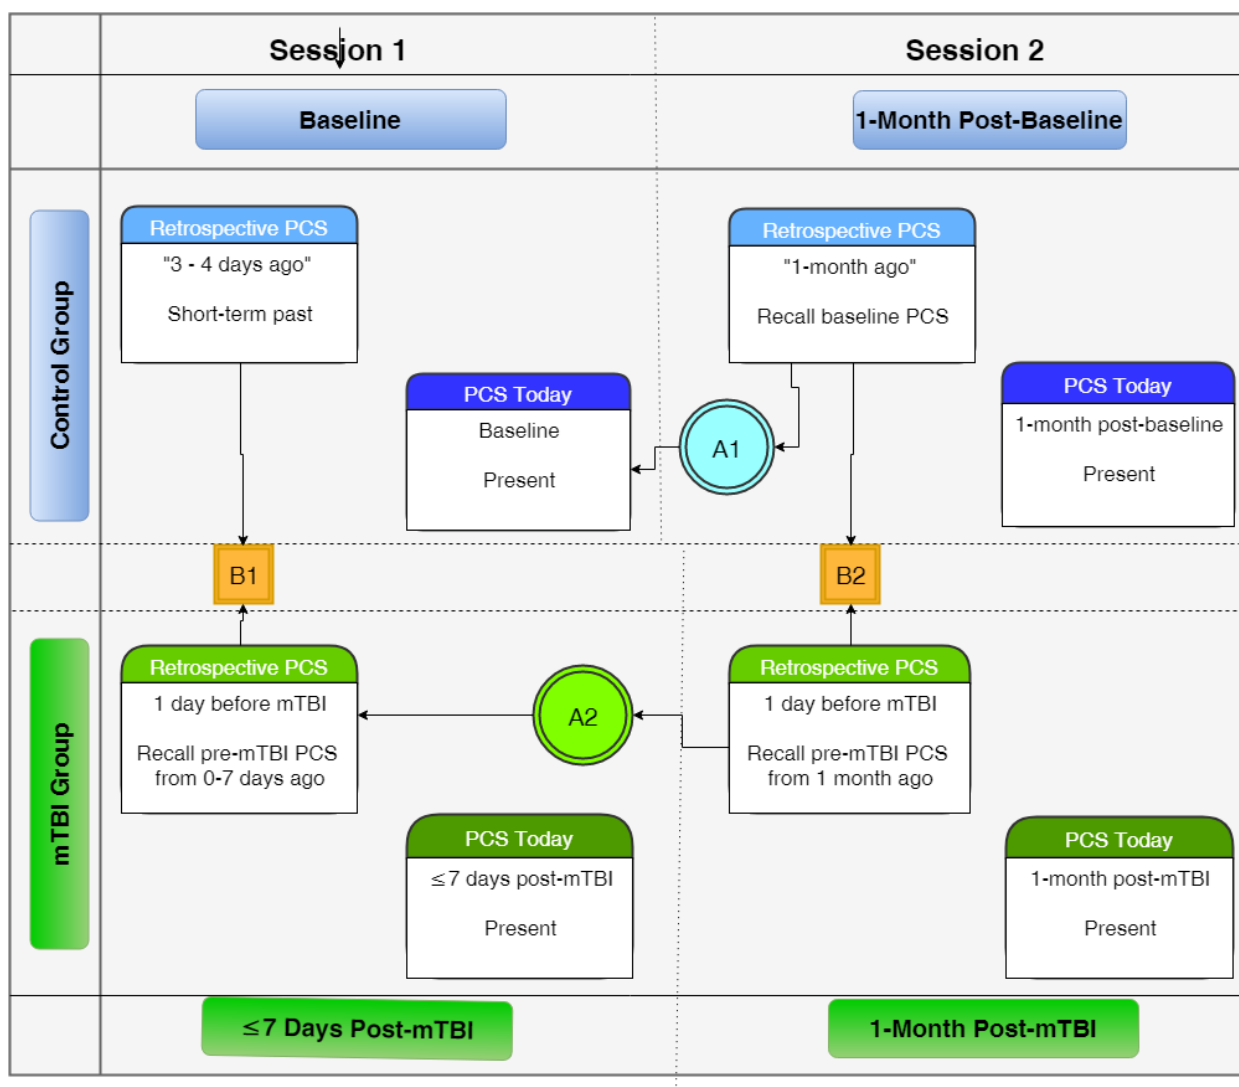 Session 1
Session 2
Baseline
1-Month Post-Baseline
Control Group
Retrospective PCS
"3 - 4 days ago"
Short-term past
PCS Today
Baseline
Present
A1
Retrospective PCS
"1-month ago"
Recall baseline PCS
PCS Today
1-month post-baseline
Present
B1
B2
mTBI Group
Retrospective PCS
1 day before mTBI
Recall pre-mTBI PCS
from 0-7 days ago
A2
PCS Today
≤7 days post-mTBI
Present
Retrospective PCS
1 day before mTBI
Recall pre-mTBI PCS
from 1 month ago
PCS Today
1-month post-mTBI
Present
≤7 Days Post-mTBI
1-Month Post-mTBI